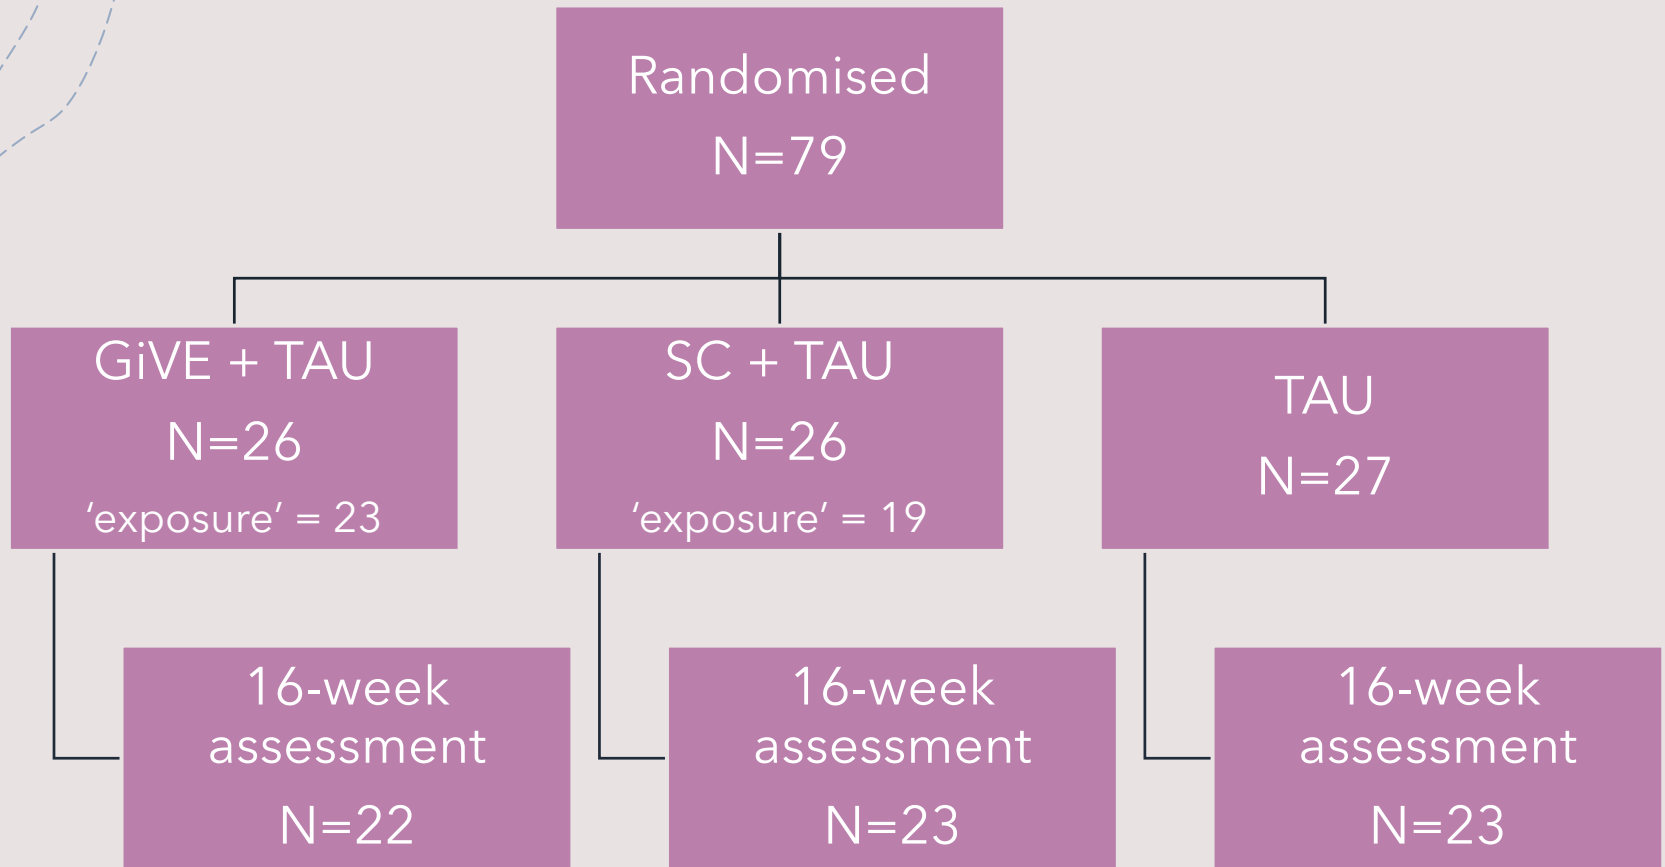 Randomised
N=79
GiVE + TAU
N=26
‘exposure’ = 23
SC + TAU
N=26
‘exposure’ = 19
TAU
N=27
16-week
assessment
N=22
16-week
assessment
N=23
16-week
assessment
N=23